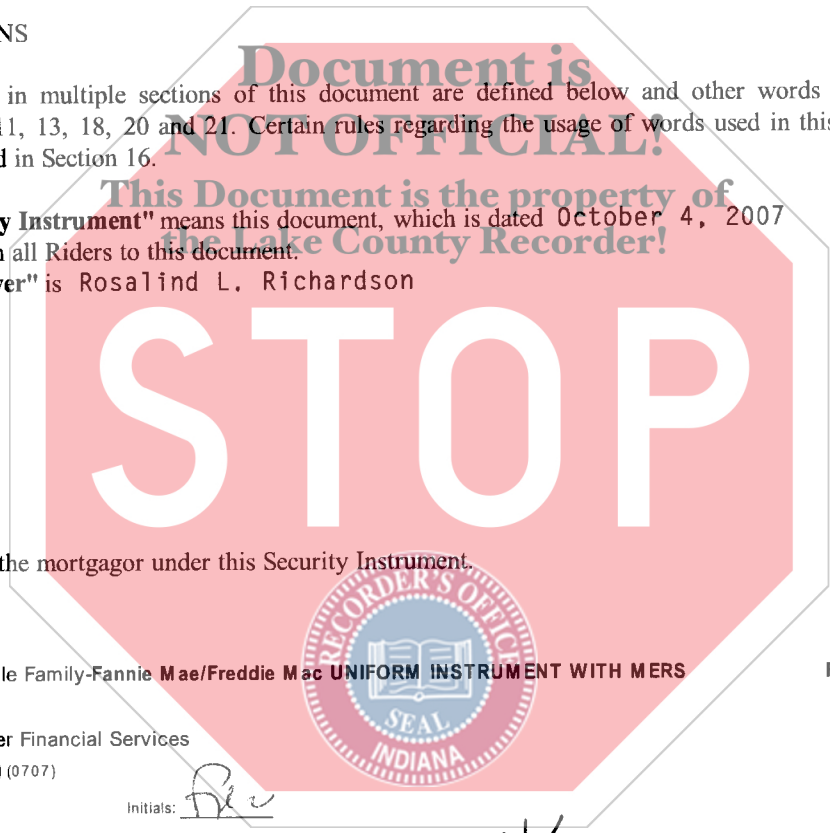 NS
Document is
in multiple sections of this document are defined below and other words
11, 13, 18, 20 and 21. Certain rules regarding the usage of words used in this
NOT OFFICIAL!
d in Section 16.
This Document is the property of
y Instrument" means this document, which is dated October 4, 2007
the Lake County Recorder!
n all Riders to this document.
er" is Rosalind L. Richardson
STOP
the mortgagor under this Security Instrument.
RECORDER'S OFFICE
le Family-Fannie Mae/Freddie Mac UNIFORM INSTRUMENT WITH MERS
SEAL
INDIANA
er Financial Services
(0707)
Initials: